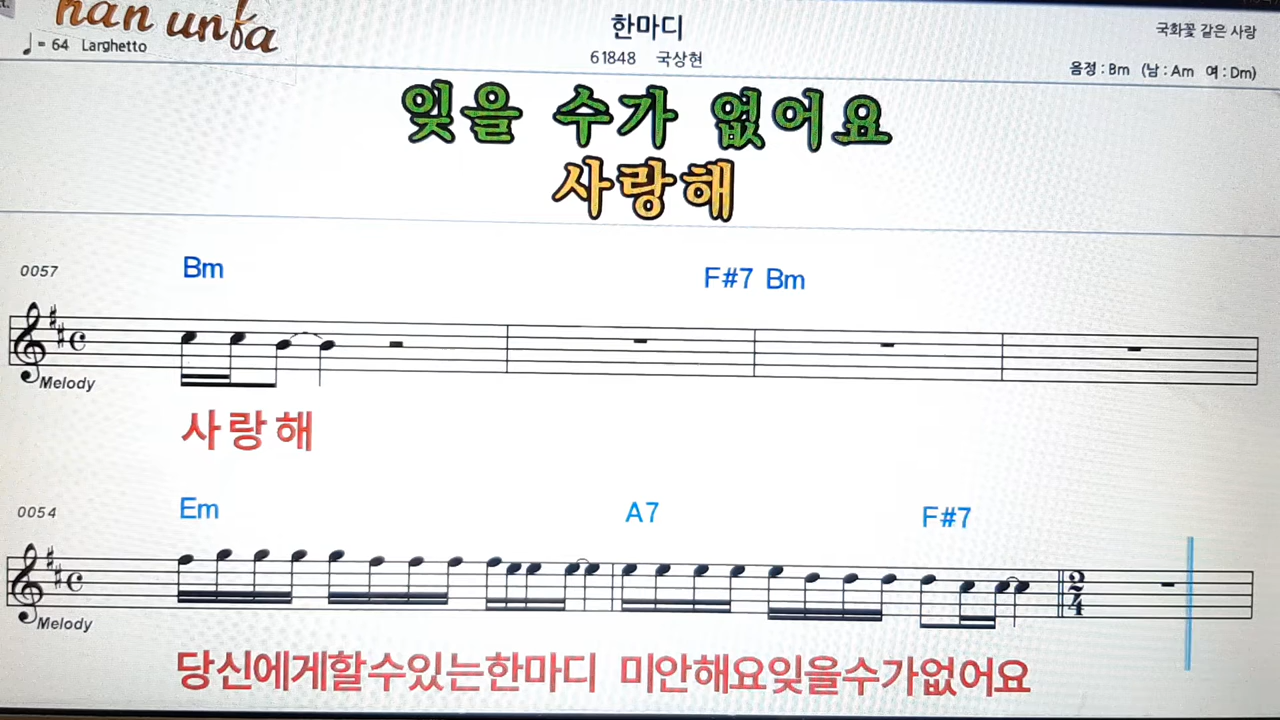 han unfa
♩= 64 Larghetto
한마디
61848 국상현
국화꽃 같은 사랑
음정 : Bm (남 : Am 여 : Dm)
잊을 수가 없어요
사랑해
0057
Bm F#7 Bm
Melody
사랑해
0054
Em A7 F#7
2
4
Melody
당신에게할수있는한마디 미안해요잊을수가없어요